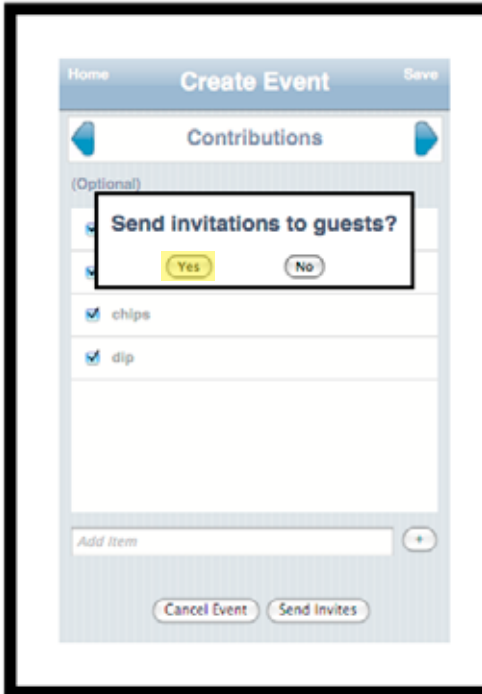 Home Create Event Save
Contributions
(Optional)
Send invitations to guests?
Yes No
chips
dip
Add Item +
Cancel Event Send Invites